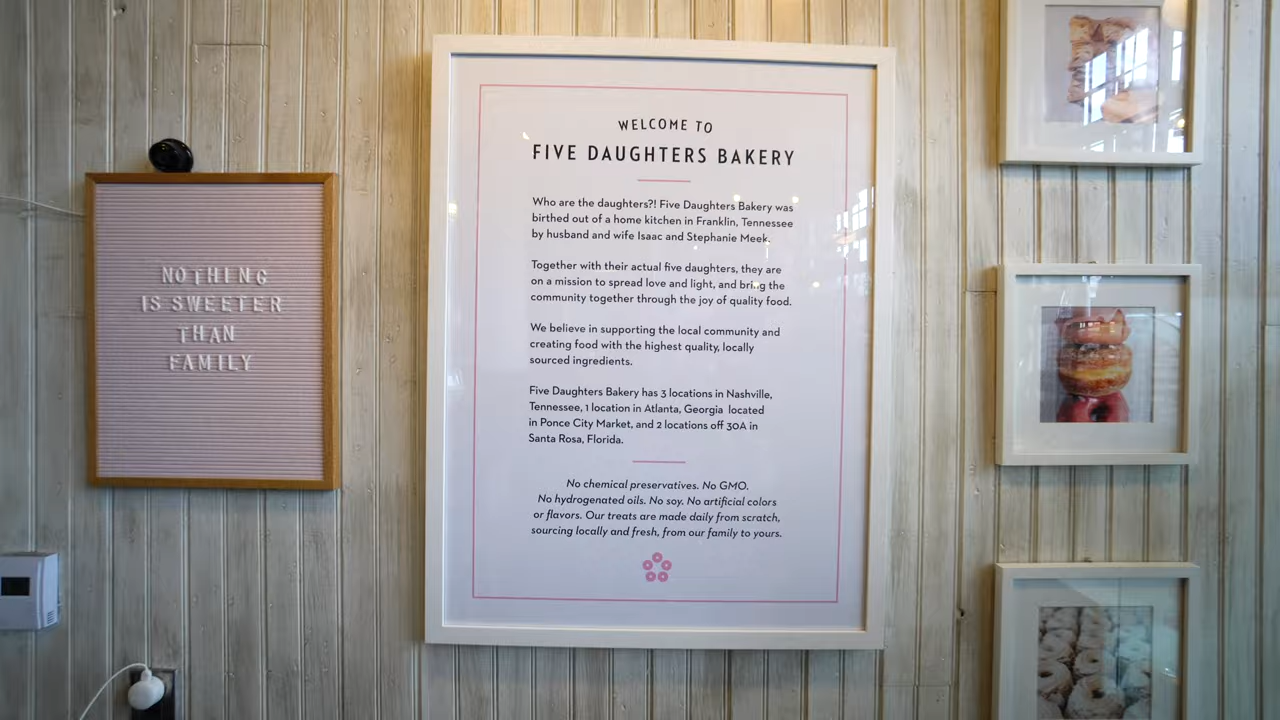 NOTHING
IS SWEETER
THAN
FAMILY
WELCOME TO
FIVE DAUGHTERS BAKERY
Who are the daughters?! Five Daughters Bakery was
birthed out of a home kitchen in Franklin, Tennessee
by husband and wife Isaac and Stephanie Meek.
Together with their actual five daughters, they are
on a mission to spread love and light, and bring the
community together through the joy of quality food.
We believe in supporting the local community and
creating food with the highest quality, locally
sourced ingredients.
Five Daughters Bakery has 3 locations in Nashville,
Tennessee, 1 location in Atlanta, Georgia located
in Ponce City Market, and 2 locations off 30A in
Santa Rosa, Florida.
No chemical preservatives. No GMO.
No hydrogenated oils. No soy. No artificial colors
or flavors. Our treats are made daily from scratch,
sourcing locally and fresh, from our family to yours.